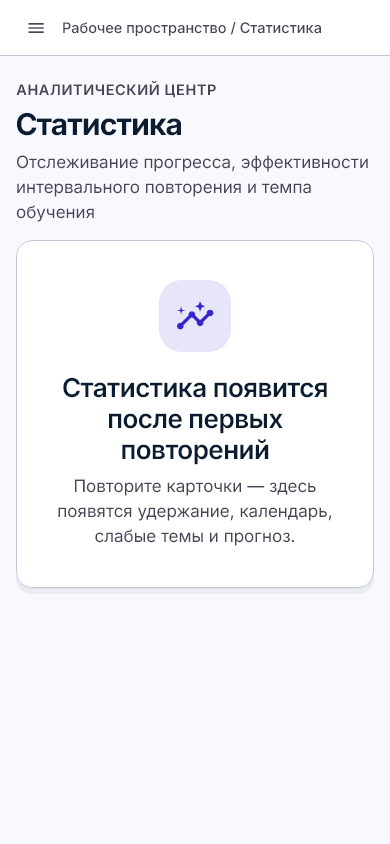 Рабочее пространство / Статистика
АНАЛИТИЧЕСКИЙ ЦЕНТР
Статистика
Отслеживание прогресса, эффективности
интервального повторения и темпа
обучения
Статистика появится
после первых
повторений
Повторите карточки — здесь
появятся удержание, календарь,
слабые темы и прогноз.